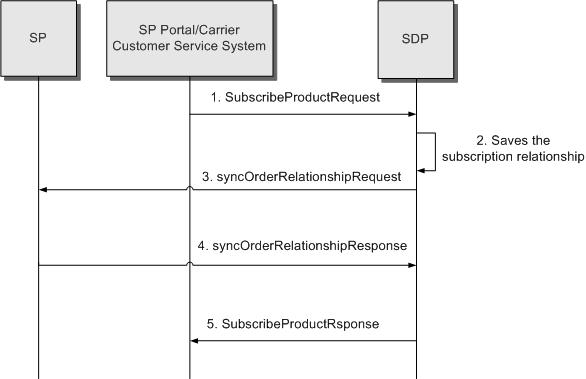 SP
SP Portal/Carrier
Customer Service System
SDP
1. SubscribeProductRequest
2. Saves the
subscription relationship
3. syncOrderRelationshipRequest
4. syncOrderRelationshipResponse
5. SubscribeProductRsponse